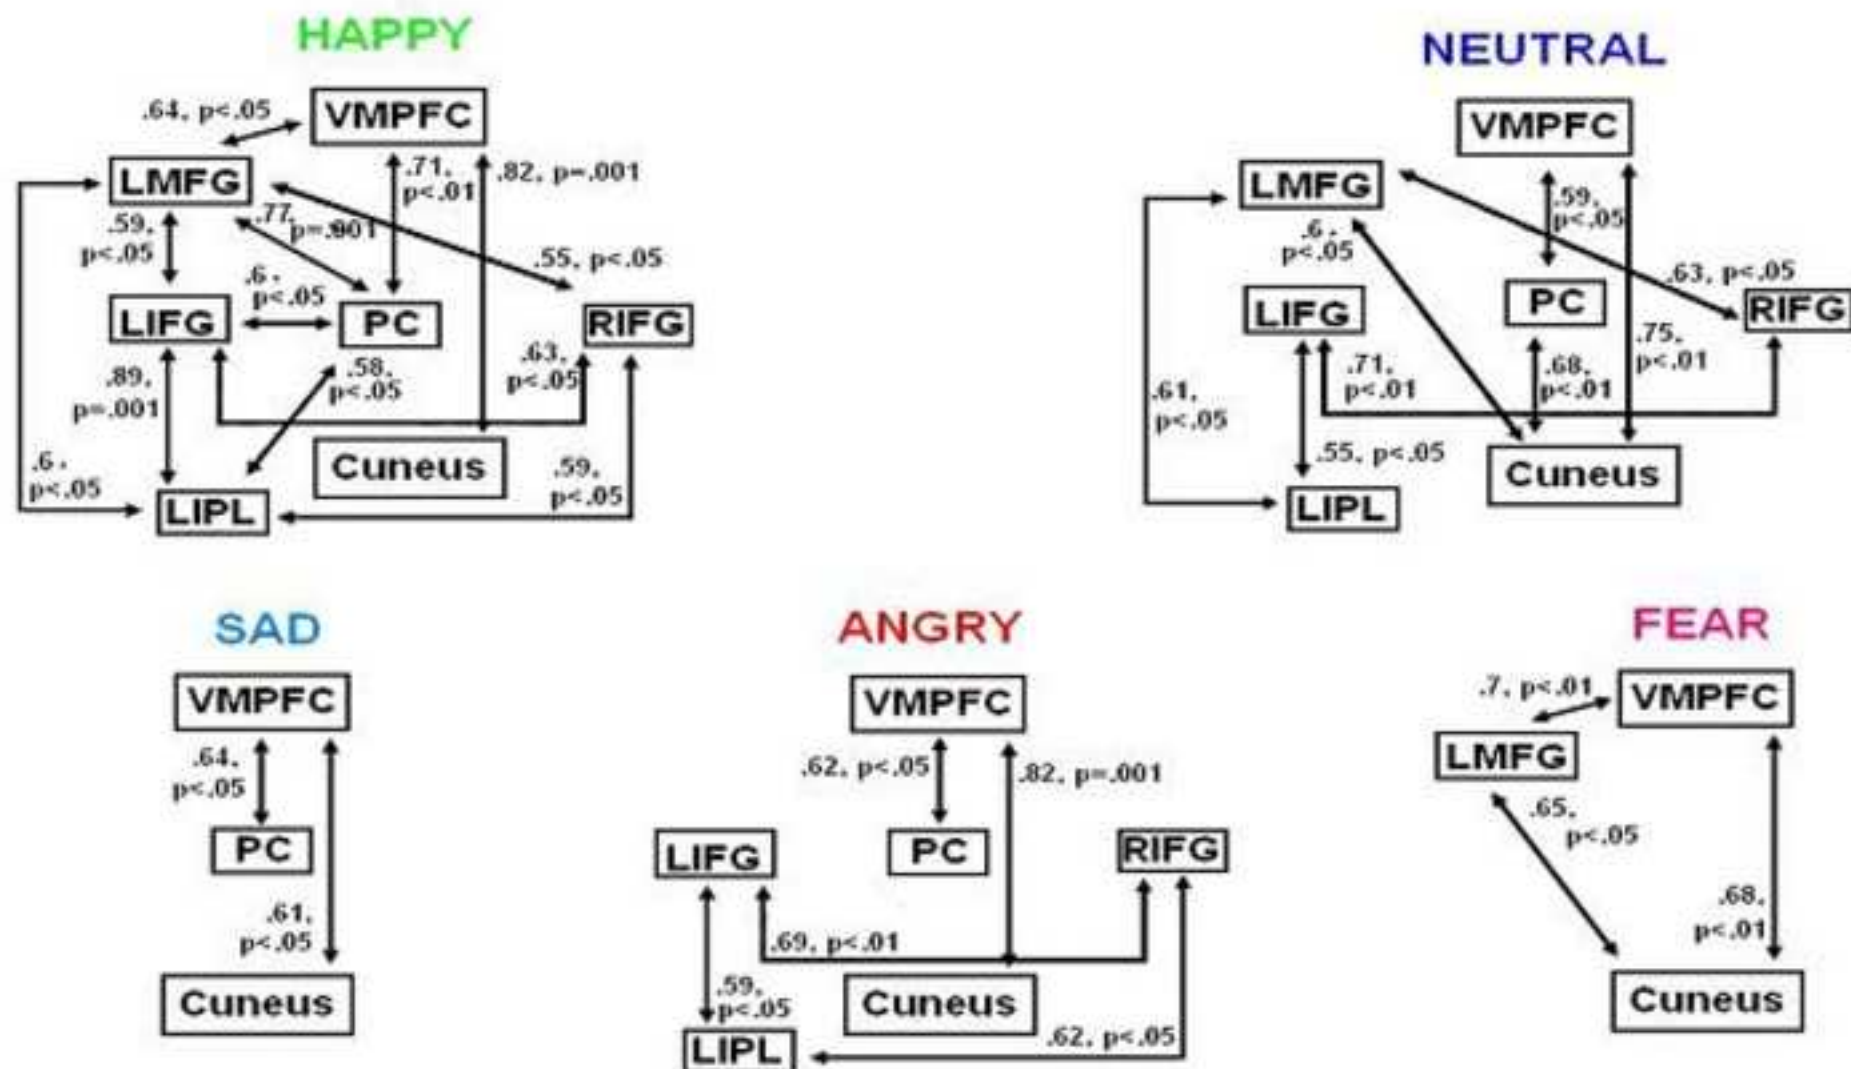 HAPPY
.64, p<.05
VMPFC
LMFG
.71,
p<.01
.82, p=.001
.59,
p<.05
.77,
.55, p<.05
.6,
p<.05
LIFG
PC
RIFG
.89,
p=.001
.58,
p<.05
.63,
p<.05
Cuneus
.6,
p<.05
.59,
p<.05
LIPL
NEUTRAL
VMPFC
LMFG
.59,
p<.05
.6,
p<.05
.63, p<.05
LIFG
PC
RIFG
.71,
p<.01
.68,
p<.01
.75,
p<.01
.61,
p<.05
.55, p<.05
Cuneus
LIPL
SAD
VMPFC
.64,
p<.05
PC
.61,
p<.05
Cuneus
ANGRY
VMPFC
.62, p<.05
.82, p=.001
LIFG
PC
RIFG
.69, p<.01
.59,
p<.05
Cuneus
.62, p<.05
LIPL
FEAR
.7, p<.01
VMPFC
LMFG
.65,
p<.05
.68,
p<.01
Cuneus